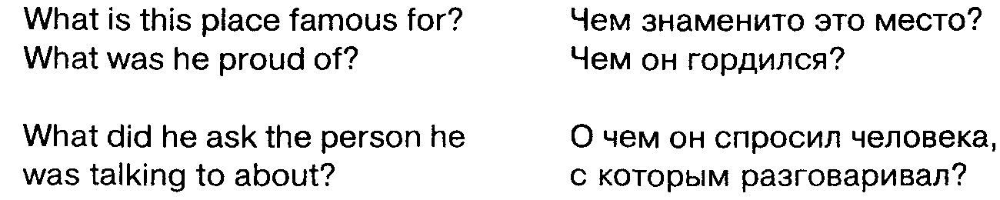 What is this place famous for?
Чем знаменито это место?
What was he proud of?
Чем он гордился?
What did he ask the person he
was talking to about?
О чем он спросил человека,
с которым разговаривал?